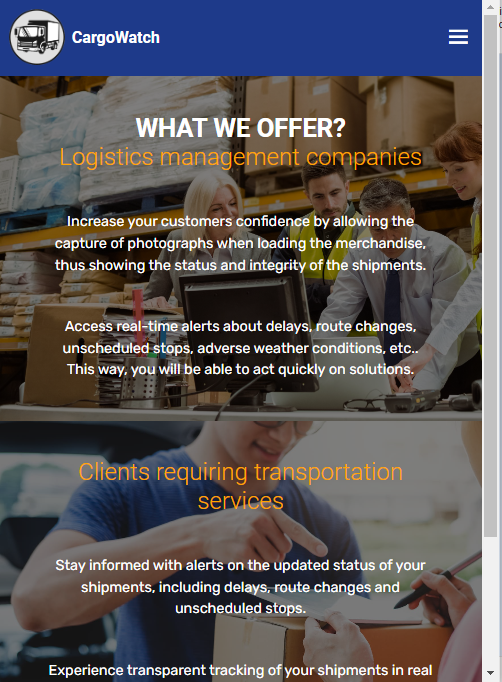 CargoWatch
WHAT WE OFFER?
Logistics management companies
Increase your customers confidence by allowing the
capture of photographs when loading the merchandise,
thus showing the status and integrity of the shipments.
Access real-time alerts about delays, route changes,
unscheduled stops, adverse weather conditions, etc..
This way, you will be able to act quickly on solutions.
Clients requiring transportation
services
Stay informed with alerts on the updated status of your
shipments, including delays, route changes and
unscheduled stops.
Experience transparent tracking of your shipments in real